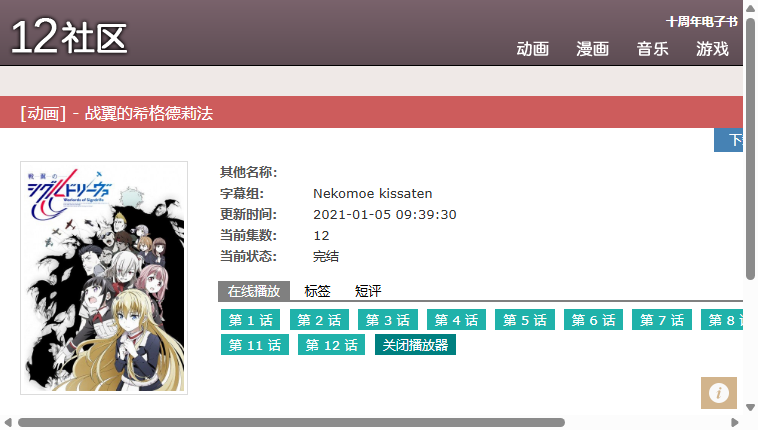 12社区
十周年电子书
动画 漫画 音乐 游戏
[动画] - 战翼的希格德莉法
战翼の
シグルドリーヴァ
Warlords of Sigrdrifa
其他名称:
字幕组: Nekomoe kissaten
更新时间: 2021-01-05 09:39:30
当前集数: 12
当前状态: 完结
在线播放 标签 短评
第 1 话 第 2 话 第 3 话 第 4 话 第 5 话 第 6 话 第 7 话 第 8
第 11 话 第 12 话 关闭播放器